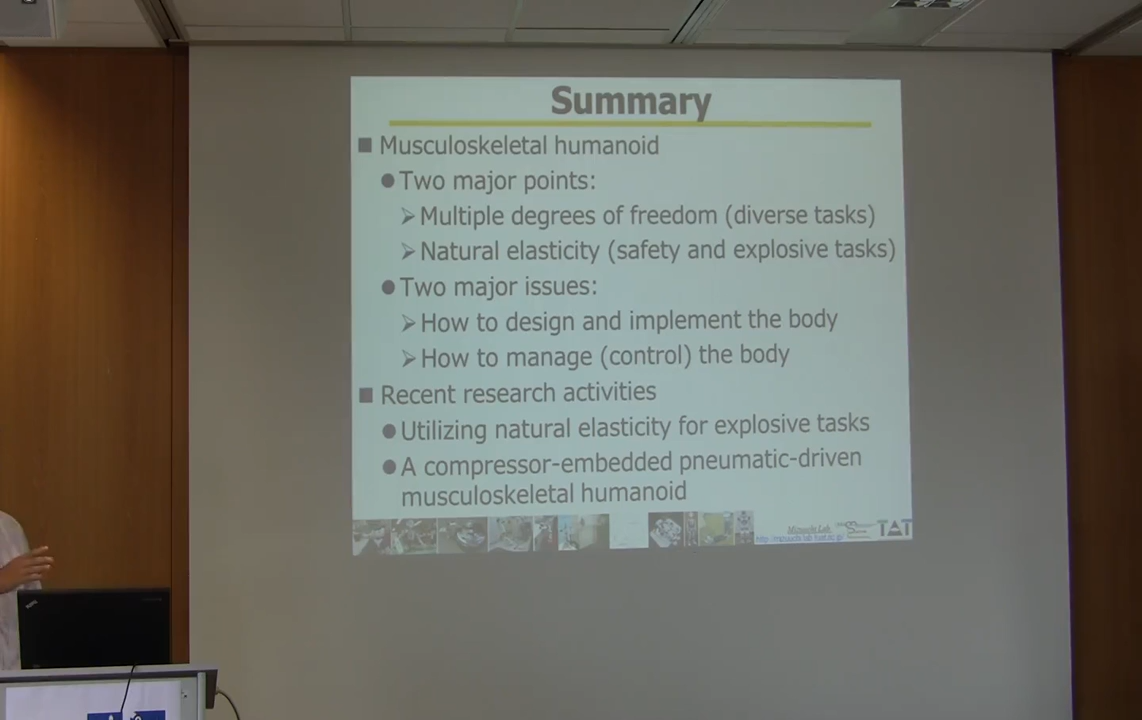 Summary
Musculoskeletal humanoid
Two major points:
Multiple degrees of freedom (diverse tasks)
Natural elasticity (safety and explosive tasks)
Two major issues:
How to design and implement the body
How to manage (control) the body
Recent research activities
Utilizing natural elasticity for explosive tasks
A compressor-embedded pneumatic-driven
musculoskeletal humanoid
Mizuuchi Lab
TAT